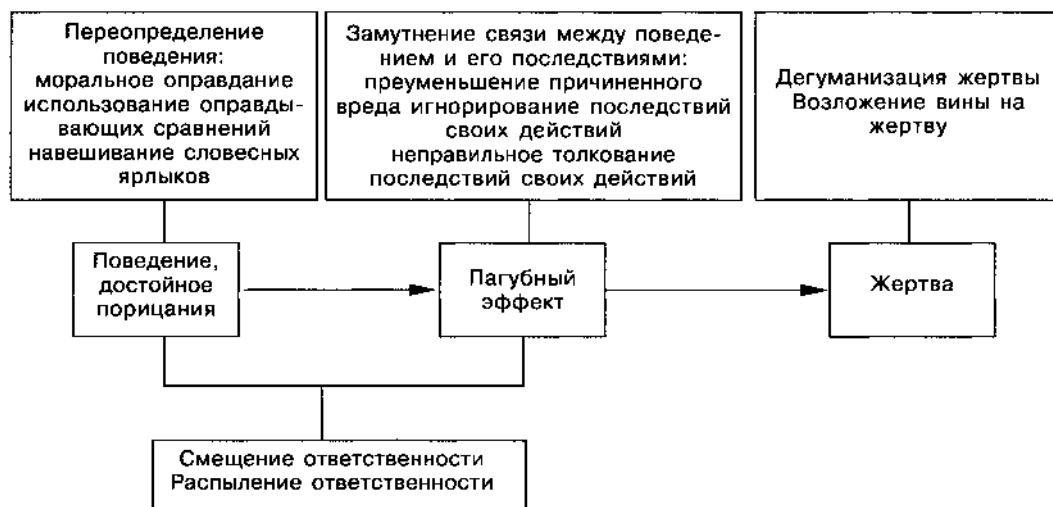 Переопределение
поведения:
моральное оправдание
использование оправды-
вающих сравнений
навешивание словесных
ярлыков
Замутнение связи между поведе-
нием и его последствиями:
преуменьшение причиненного
вреда игнорирование последствий
своих действий
неправильное толкование
последствий своих действий
Дегуманизация жертвы
Возложение вины на
жертву
Поведение,
достойное
порицания
Пагубный
эффект
Жертва
Смещение ответственности
Распыление ответственности